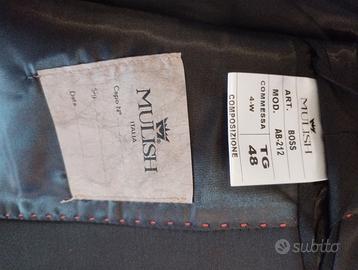 MULISH
ITALIA
Capo N°
Sig.
Data
MULISH
ART. BOSS
MOD. AB-212
COMMESSA TG
4-W 48
COMPOSIZIONE
subito